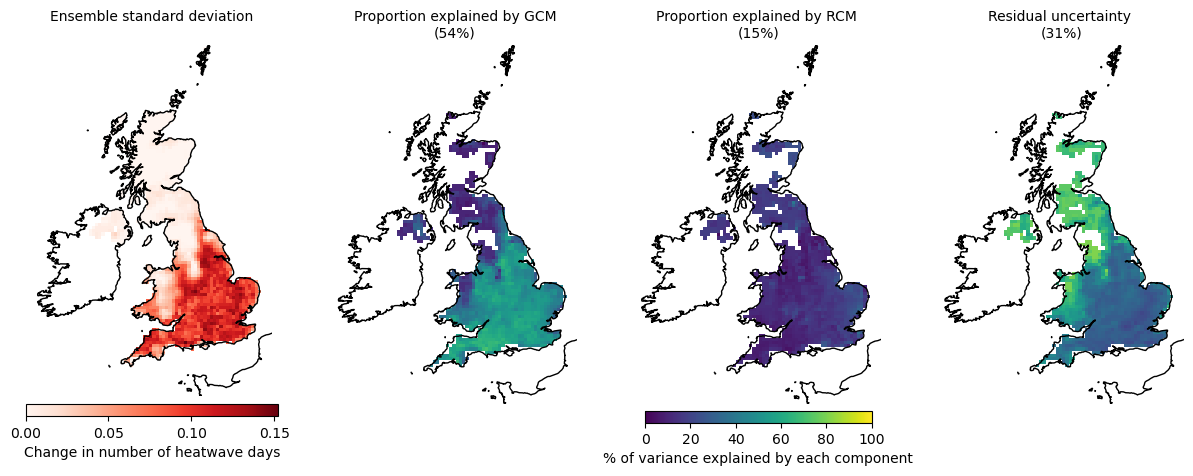 Ensemble standard deviation
Proportion explained by GCM
(54%)
Proportion explained by RCM
(15%)
Residual uncertainty
(31%)
0.00 0.05 0.10 0.15
Change in number of heatwave days
0 20 40 60 80 100
% of variance explained by each component